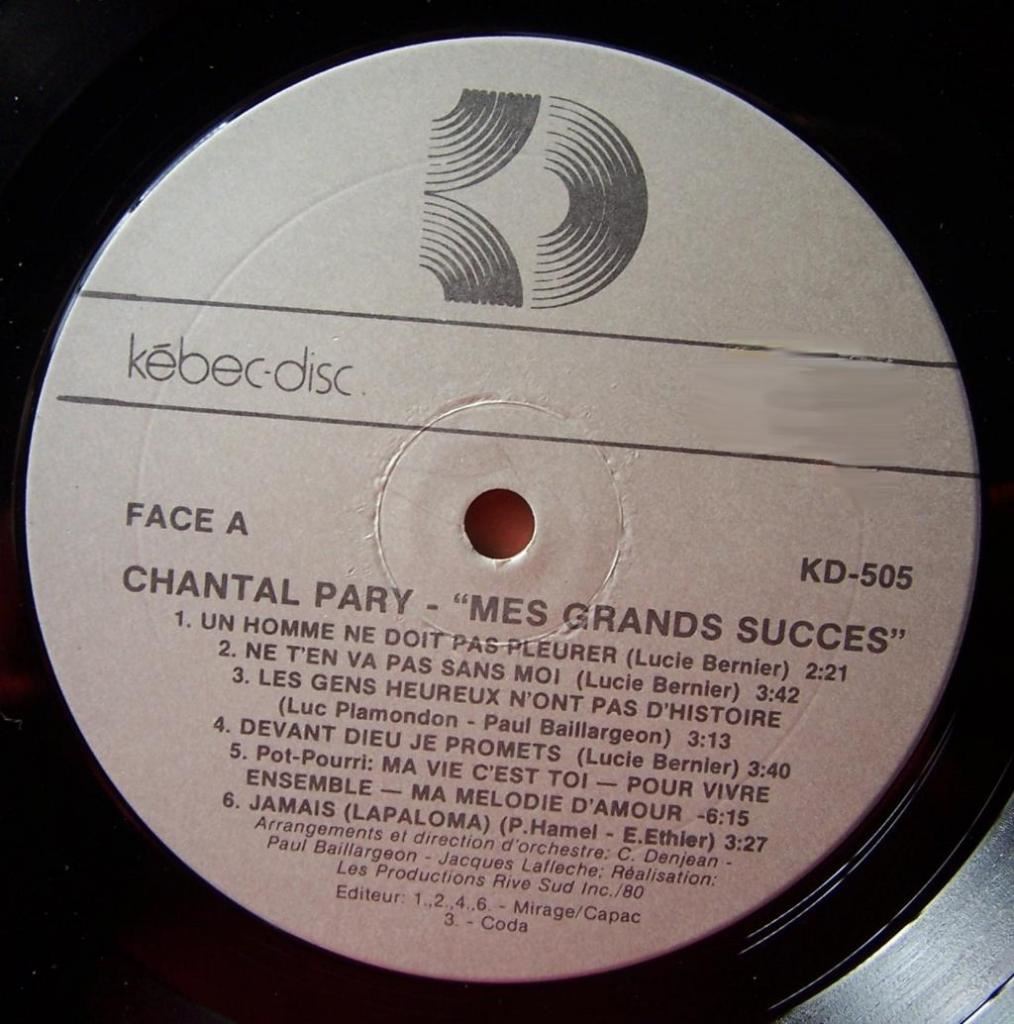 kébec-disc.
FACE A
KD-505
CHANTAL PARY - "MES GRANDS SUCCES"
1. UN HOMME NE DOIT PAS PLEURER (Lucie Bernier) 2:21
2. NE T'EN VA PAS SANS MOI (Lucie Bernier) 3:42
3. LES GENS HEUREUX N'ONT PAS D'HISTOIRE
(Luc Plamondon - Paul Baillargeon) 3:13
4. DEVANT DIEU JE PROMETS (Lucie Bernier) 3:40
5. Pot-Pourri: MA VIE C'EST TOI — POUR VIVRE
ENSEMBLE — MA MELODIE D'AMOUR -6:15
6. JAMAIS (LAPALOMA) (P.Hamel - E.Ethier) 3:27
Arrangements et direction d'orchestre; C. Denjean -
Paul Baillargeon - Jacques Lafleche; Réalisation:
Les Productions Rive Sud Inc./80
Editeur: 1.,2.,4.,6. - Mirage/Capac
3. - Coda